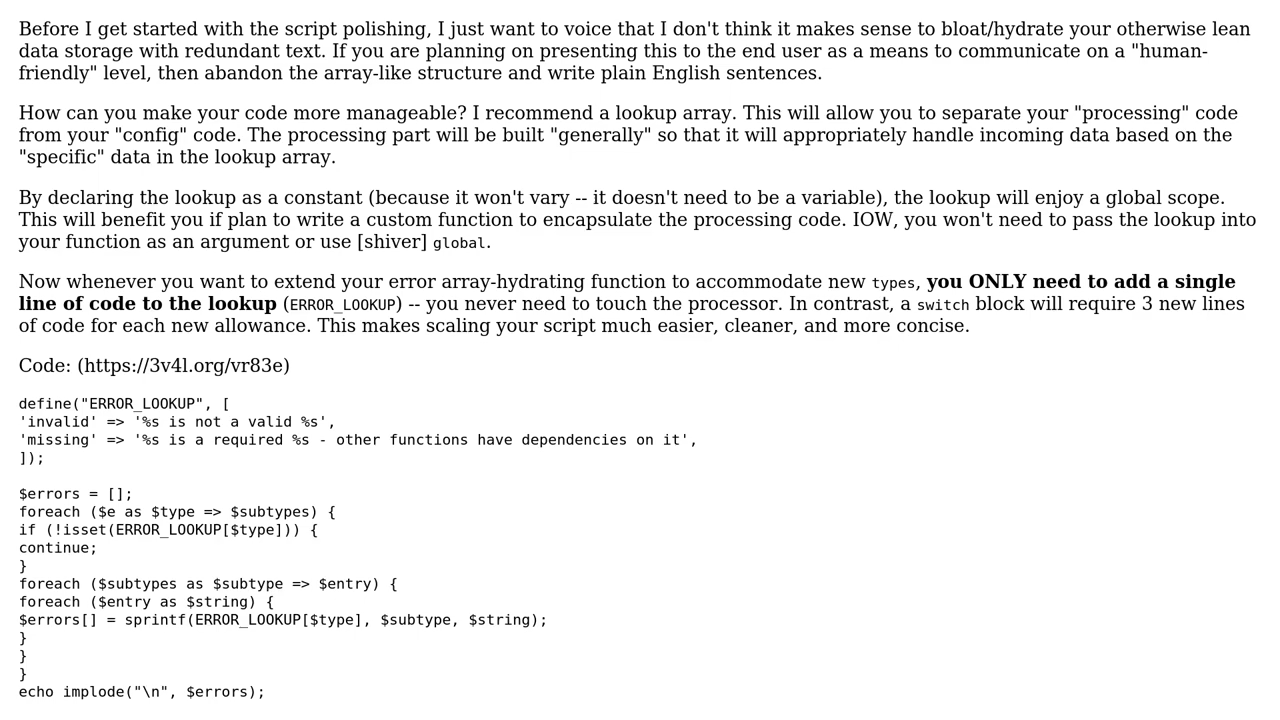 Before I get started with the script polishing, I just want to voice that I don't think it makes sense to bloat/hydrate your otherwise lean
data storage with redundant text. If you are planning on presenting this to the end user as a means to communicate on a "human-
friendly" level, then abandon the array-like structure and write plain English sentences.
How can you make your code more manageable? I recommend a lookup array. This will allow you to separate your "processing" code
from your "config" code. The processing part will be built "generally" so that it will appropriately handle incoming data based on the
"specific" data in the lookup array.
By declaring the lookup as a constant (because it won't vary -- it doesn't need to be a variable), the lookup will enjoy a global scope.
This will benefit you if plan to write a custom function to encapsulate the processing code. IOW, you won't need to pass the lookup into
your function as an argument or use [shiver] global.
Now whenever you want to extend your error array-hydrating function to accommodate new types, you ONLY need to add a single
line of code to the lookup (ERROR_LOOKUP) -- you never need to touch the processor. In contrast, a switch block will require 3 new lines
of code for each new allowance. This makes scaling your script much easier, cleaner, and more concise.
Code: (https://3v4l.org/vr83e)
define("ERROR_LOOKUP", [
'invalid' => '%s is not a valid %s',
'missing' => '%s is a required %s - other functions have dependencies on it',
]);
$errors = [];
foreach ($e as $type => $subtypes) {
if (!isset(ERROR_LOOKUP[$type])) {
continue;
}
foreach ($subtypes as $subtype => $entry) {
foreach ($entry as $string) {
$errors[] = sprintf(ERROR_LOOKUP[$type], $subtype, $string);
}
}
}
echo implode("\n", $errors);